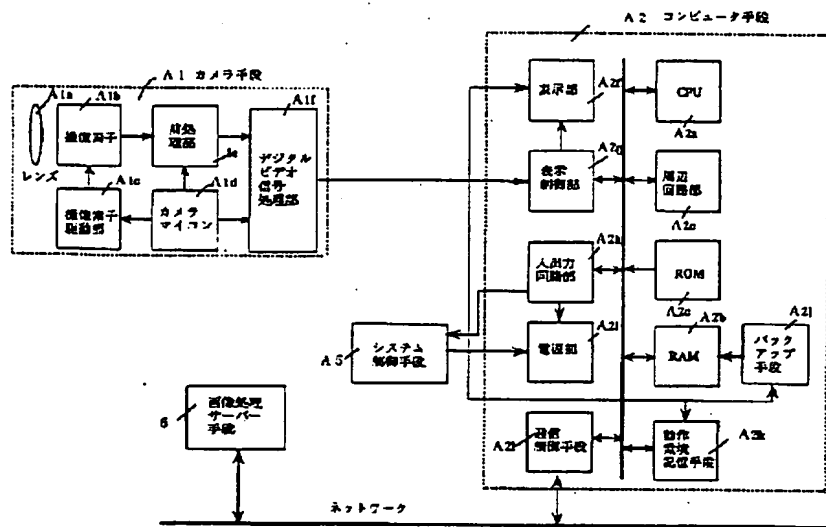 A2 コンピュータ手段
A1 カメラ手段
A1a
A1b
A1f
撮像素子
前処
理部
レンズ
A1c
A1d
撮像素子
駆動部
カメラ
マイコン
デジタル
ビデオ
信号
処理部
表示部
A2f
CPU
A2a
A2g
表示
制御部
周辺
回路部
A2h
入出力
回路部
ROM
A2c
A2b
A5
システム
制御手段
電源部
A2i
RAM
A2j
バック
アップ
手段
6
画像処理
サーバー
手段
通信
制御手段
動作
環境
記憶手段
A2k
ネットワーク